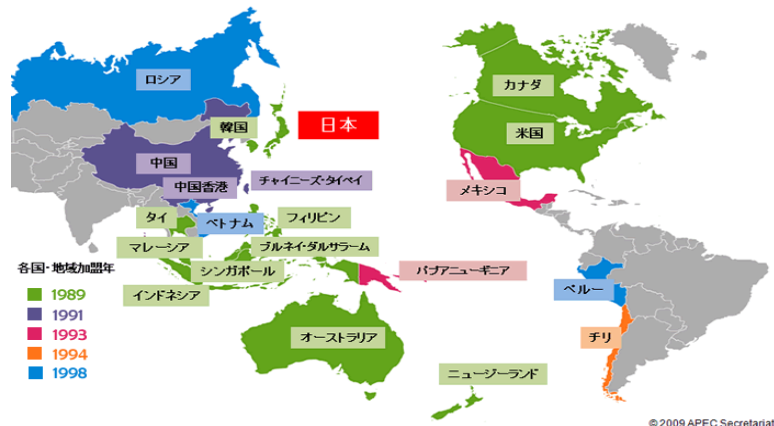 ロシア
カナダ
韓国
日本
米国
中国
中国香港
チャイニーズ・タイペイ
メキシコ
タイ
ベトナム
フィリピン
マレーシア
ブルネイ・ダルサラーム
シンガポール
パプアニューギニア
インドネシア
ペルー
オーストラリア
チリ
ニュージーランド
各国・地域加盟年
1989
1991
1993
1994
1998
© 2009 APEC Secretariat